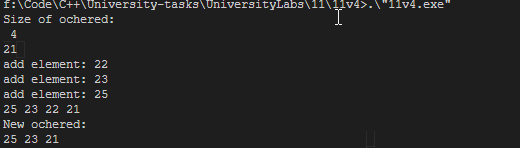 f:\Code\C++\University-tasks\UniversityLabs\11\11v4>.\"11v4.exe"
Size of ochered:
4
21
add element: 22
add element: 23
add element: 25
25 23 22 21
New ochered:
25 23 21